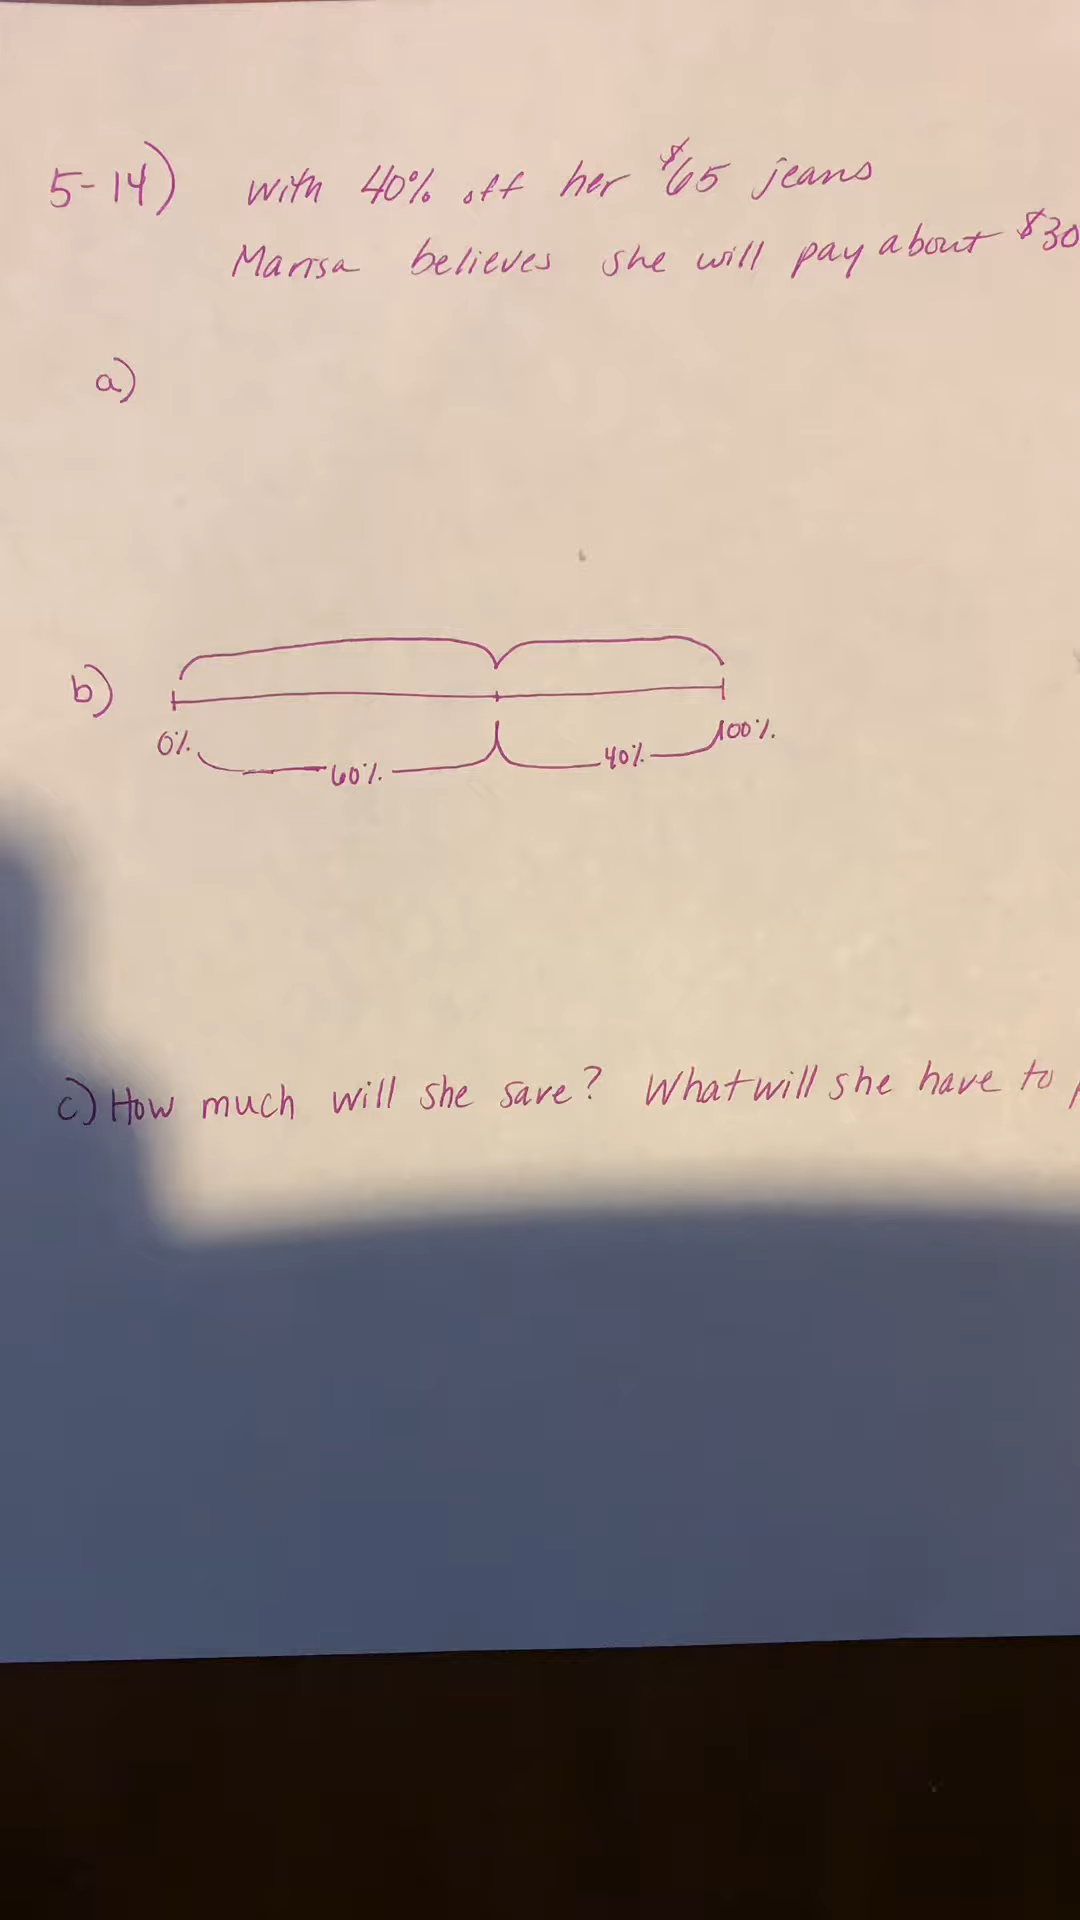 5-14) with 40% off her $65 jeans
Marisa believes she will pay about $30
a)
b)
0%
60%
40%
100%
c) How much will she save? What will she have to